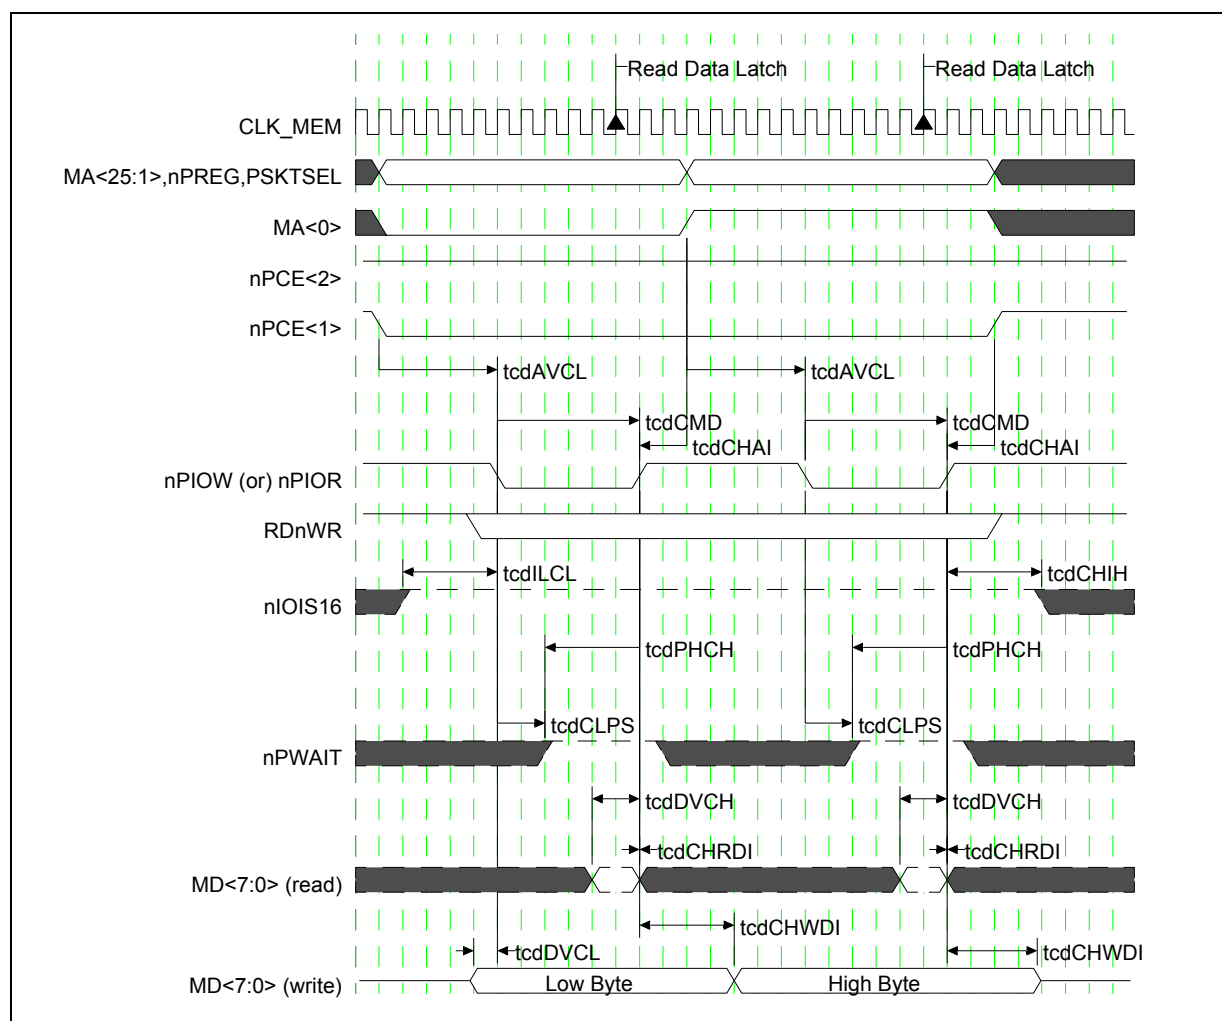 Read Data Latch Read Data Latch
CLK_MEM
MA<25:1>,nPREG,PSKTSEL
MA<0>
nPCE<2>
nPCE<1>
tcdAVCL tcdAVCL
tcdCMD tcdCMD
tcdCHAI tcdCHAI
nPIOW (or) nPIOR
RDnWR
tcdILCL tcdCHIH
nIOIS16
tcdPHCH tcdPHCH
tcdCLPS tcdCLPS
nPWAIT
tcdDVCH tcdDVCH
tcdCHRDI tcdCHRDI
MD<7:0> (read)
tcdCHWDI
tcdDVCL tcdCHWDI
MD<7:0> (write) Low Byte High Byte